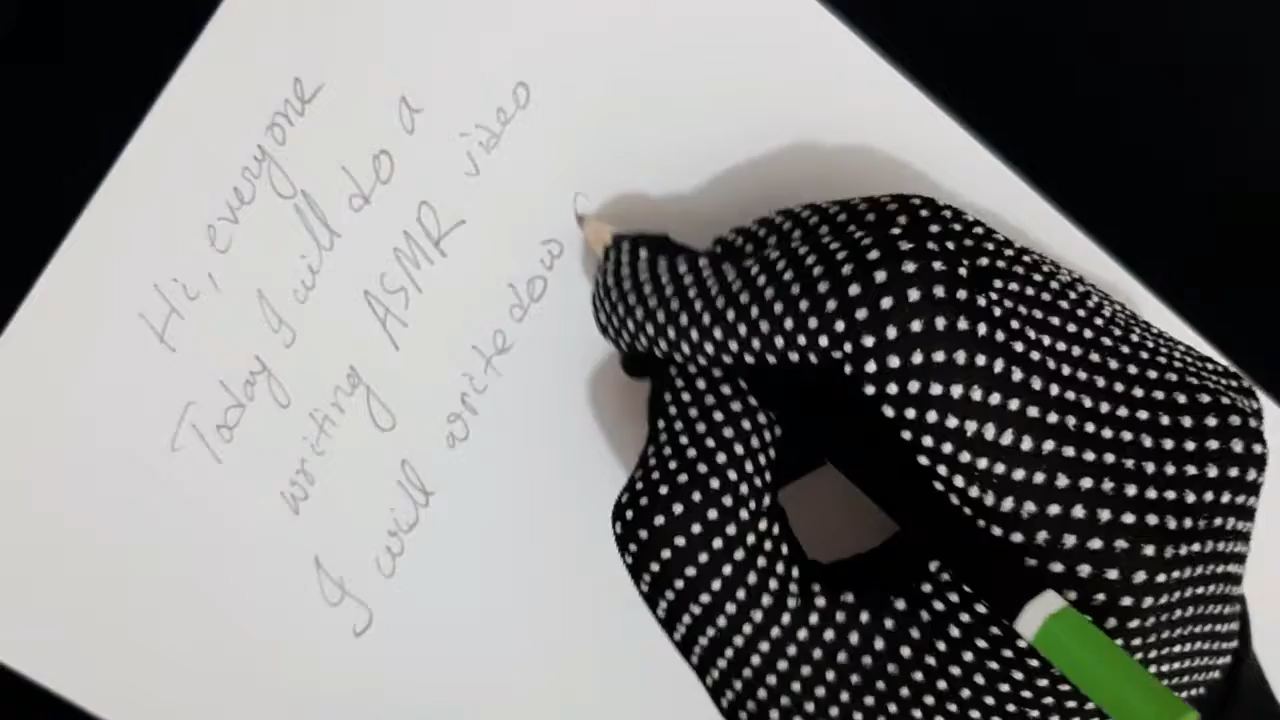 Hi, everyone
Today I will do a
writing ASMR video
I will write dow